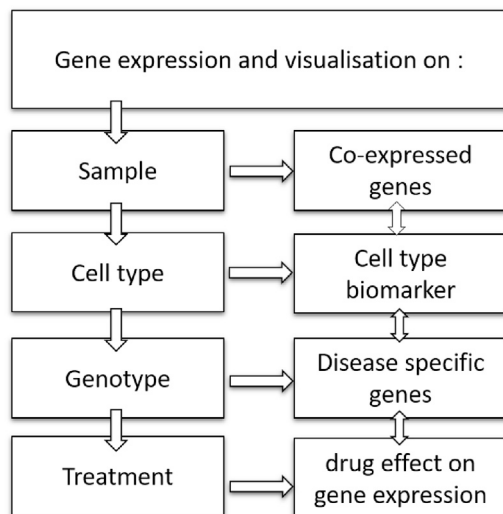 Gene expression and visualisation on :
Sample
Co-expressed
genes
Cell type
Cell type
biomarker
Genotype
Disease specific
genes
Treatment
drug effect on
gene expression